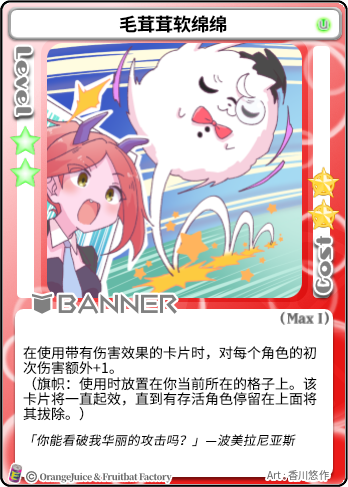 毛茸茸软绵绵
U
Level
Cost
BANNER
(Max 1)
在使用带有伤害效果的卡片时，对每个角色的初
次伤害额外+1。
（旗帜：使用时放置在你当前所在的格子上。该
卡片将一直起效，直到有存活角色停留在上面将
其拔除。）
「你能看破我华丽的攻击吗？」—波美拉尼亚斯
© OrangeJuice & Fruitbat Factory
Art:香川悠作